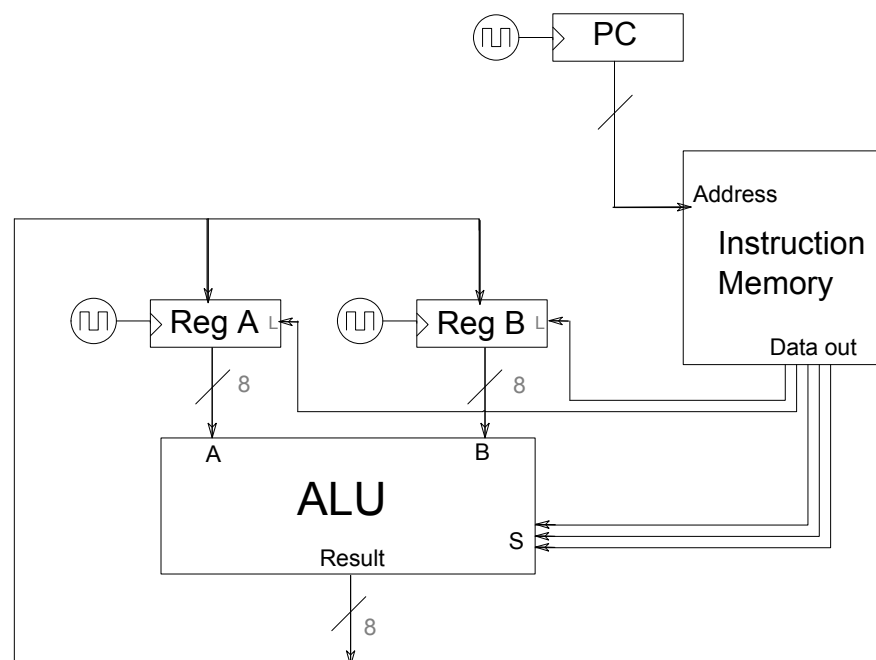 PC
Address
Instruction
Memory
Reg A L
Reg B L
Data out
8
8
A
B
ALU
S
Result
8